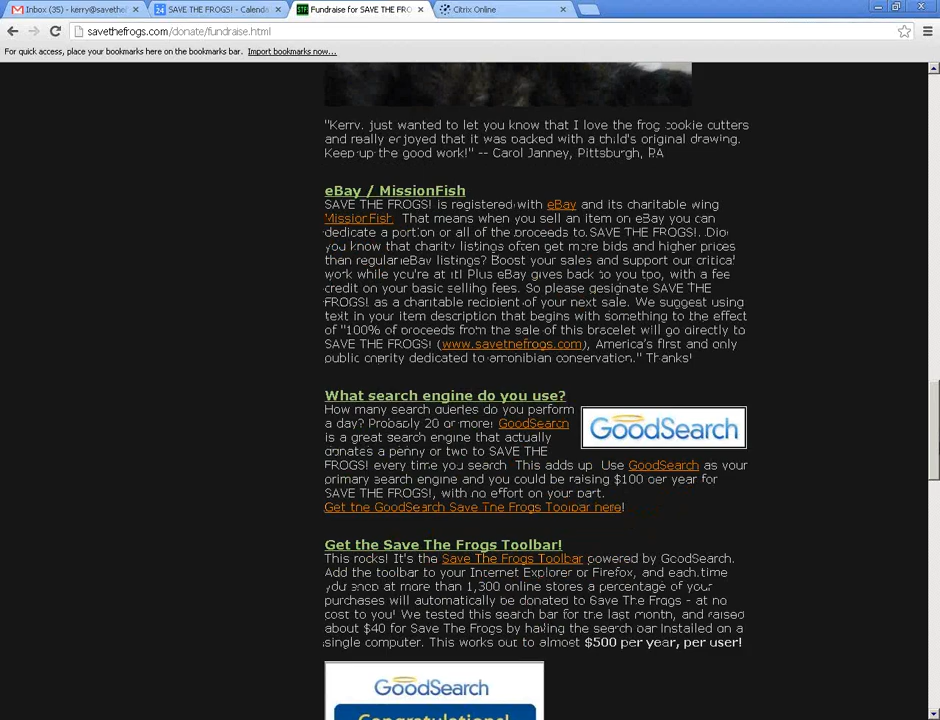 Inbox (35) - kerry@savethef
SAVE THE FROGS! - Calenda
Fundraise for SAVE THE FRO
Citrix Online
savethefrogs.com/donate/fundraise.html
For quick access, place your bookmarks here on the bookmarks bar. Import bookmarks now...
"Kerry, just wanted to let you know that I love the frog cookie cutters
and really enjoyed that it was packed with a child's original drawing.
Keep up the good work!" -- Carol Janney, Pittsburgh, PA
eBay / MissionFish
SAVE THE FROGS! is registered with eBay and its charitable wing
MissionFish. That means when you sell an item on eBay you can
dedicate a portion or all of the proceeds to SAVE THE FROGS!. Did
you know that charity listings often get more bids and higher prices
than regular eBay listings? Boost your sales and support our critical
work while you're at it! Plus eBay gives back to you too, with a fee
credit on your basic selling fees. So please designate SAVE THE
FROGS! as a charitable recipient of your next sale. We suggest using
text in your item description that begins with something to the effect
of "100% of proceeds from the sale of this bracelet will go directly to
SAVE THE FROGS! (www.savethefrogs.com), America's first and only
public charity dedicated to amphibian conservation." Thanks!
What search engine do you use?
How many search queries do you perform
a day? Probably 20 or more! GoodSearch
is a great search engine that actually
donates a penny or two to SAVE THE
FROGS! every time you search. This adds up. Use GoodSearch as your
primary search engine and you could be raising $100 per year for
SAVE THE FROGS!, with no effort on your part.
Get the GoodSearch Save The Frogs Toolbar here!
GoodSearch
Get the Save The Frogs Toolbar!
This rocks! It's the Save The Frogs Toolbar powered by GoodSearch.
Add the toolbar to your Internet Explorer or Firefox, and each time
you shop at more than 1,300 online stores a percentage of your
purchases will automatically be donated to Save The Frogs - at no
cost to you! We tested this search bar for the last month, and raised
about $40 for Save The Frogs by having the search bar installed on a
single computer. This works out to almost $500 per year, per user!
GoodSearch
Congratulations!